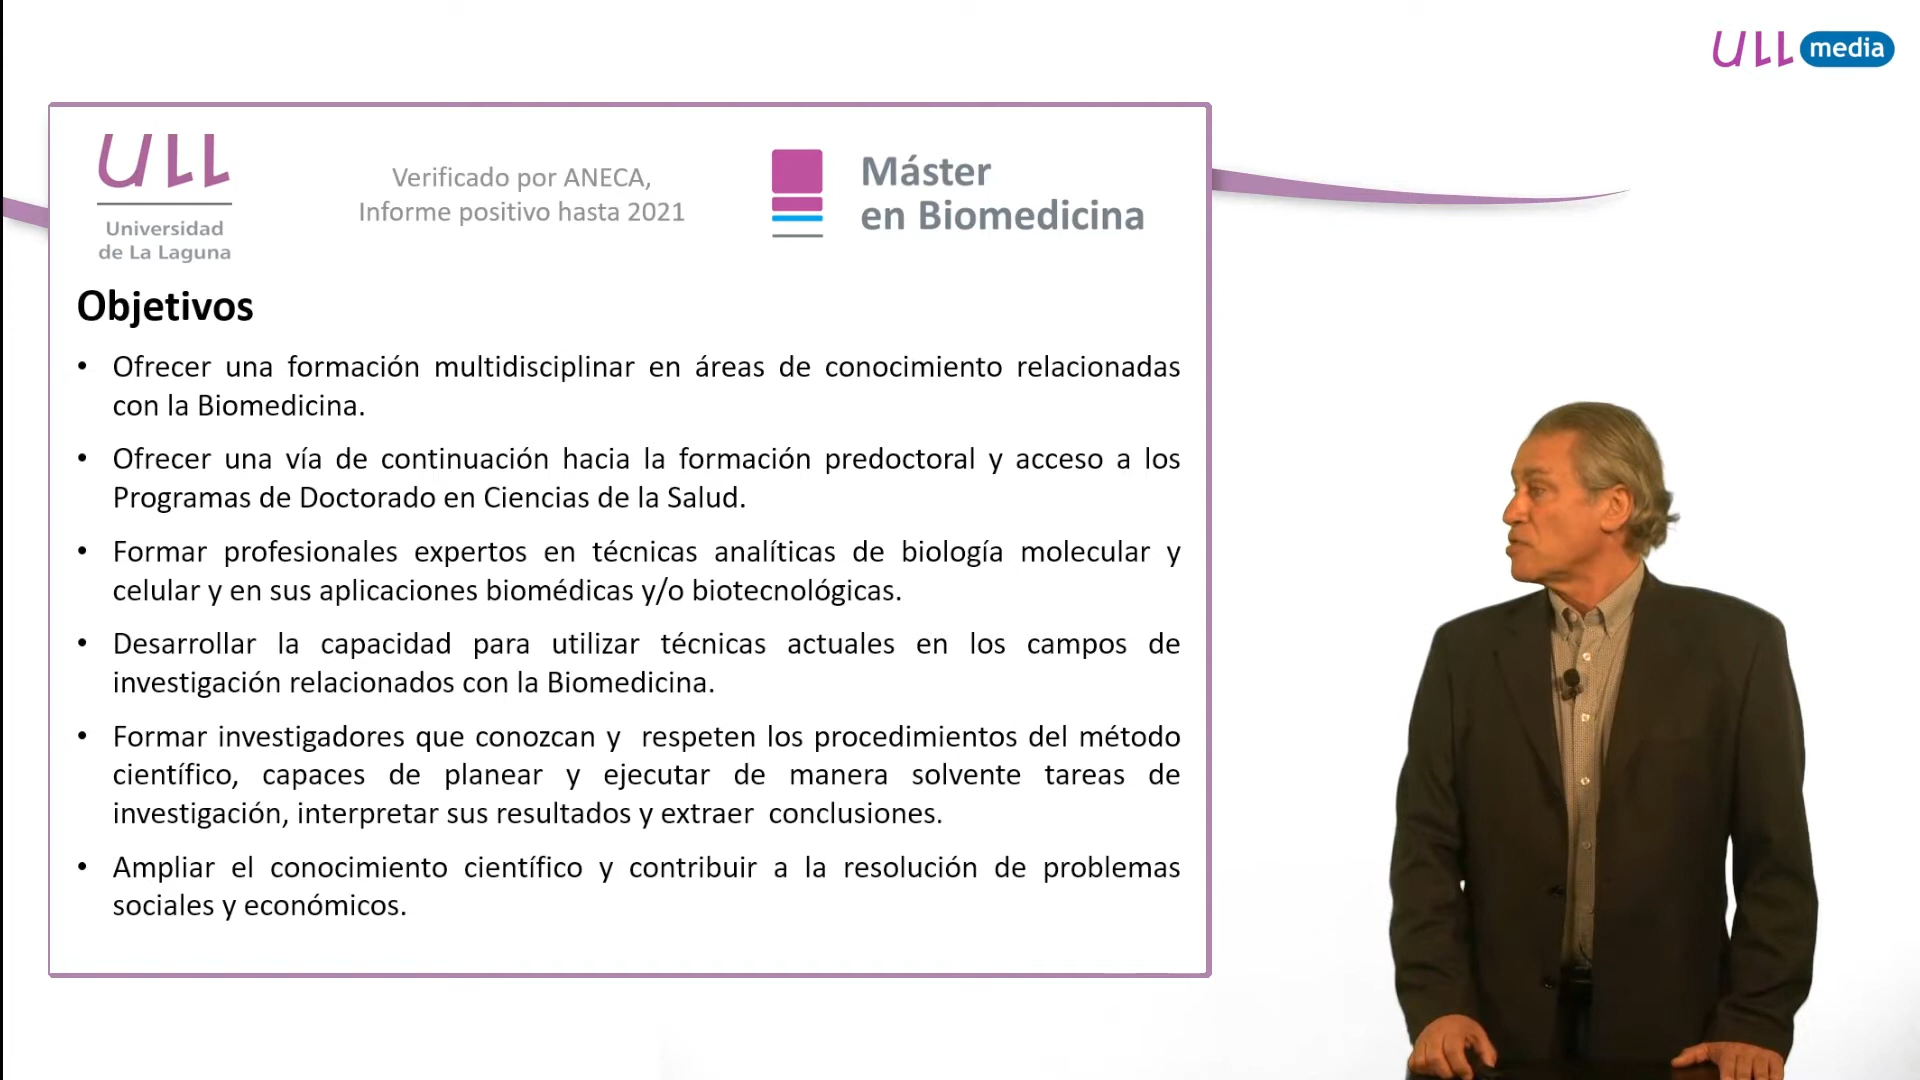 ULL media
ULL
Universidad
de La Laguna
Verificado por ANECA,
Informe positivo hasta 2021
Máster
en Biomedicina
Objetivos
• Ofrecer una formación multidisciplinar en áreas de conocimiento relacionadas
con la Biomedicina.
• Ofrecer una vía de continuación hacia la formación predoctoral y acceso a los
Programas de Doctorado en Ciencias de la Salud.
• Formar profesionales expertos en técnicas analíticas de biología molecular y
celular y en sus aplicaciones biomédicas y/o biotecnológicas.
• Desarrollar la capacidad para utilizar técnicas actuales en los campos de
investigación relacionados con la Biomedicina.
• Formar investigadores que conozcan y  respeten los procedimientos del método
científico, capaces de planear y ejecutar de manera solvente tareas de
investigación, interpretar sus resultados y extraer  conclusiones.
• Ampliar el conocimiento científico y contribuir a la resolución de problemas
sociales y económicos.